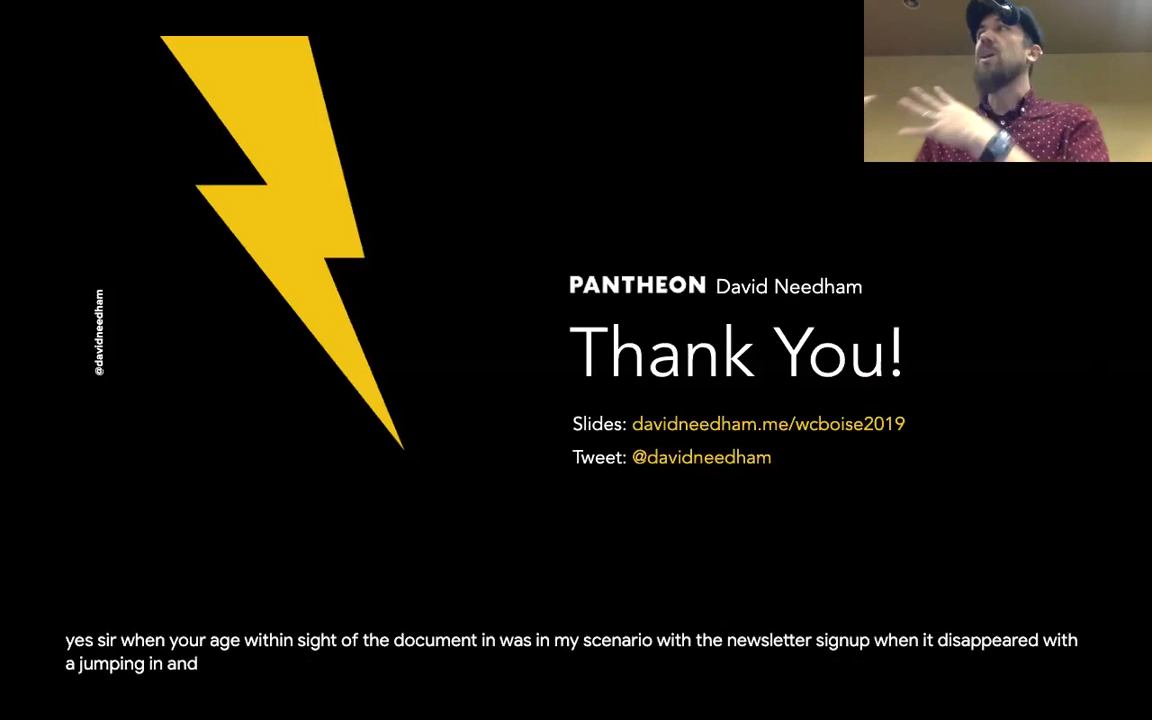 @davidneedham
PANTHEON David Needham
Thank You!
Slides: davidneedham.me/wcboise2019
Tweet: @davidneedham
yes sir when your age within sight of the document in was in my scenario with the newsletter signup when it disappeared with
a jumping in and